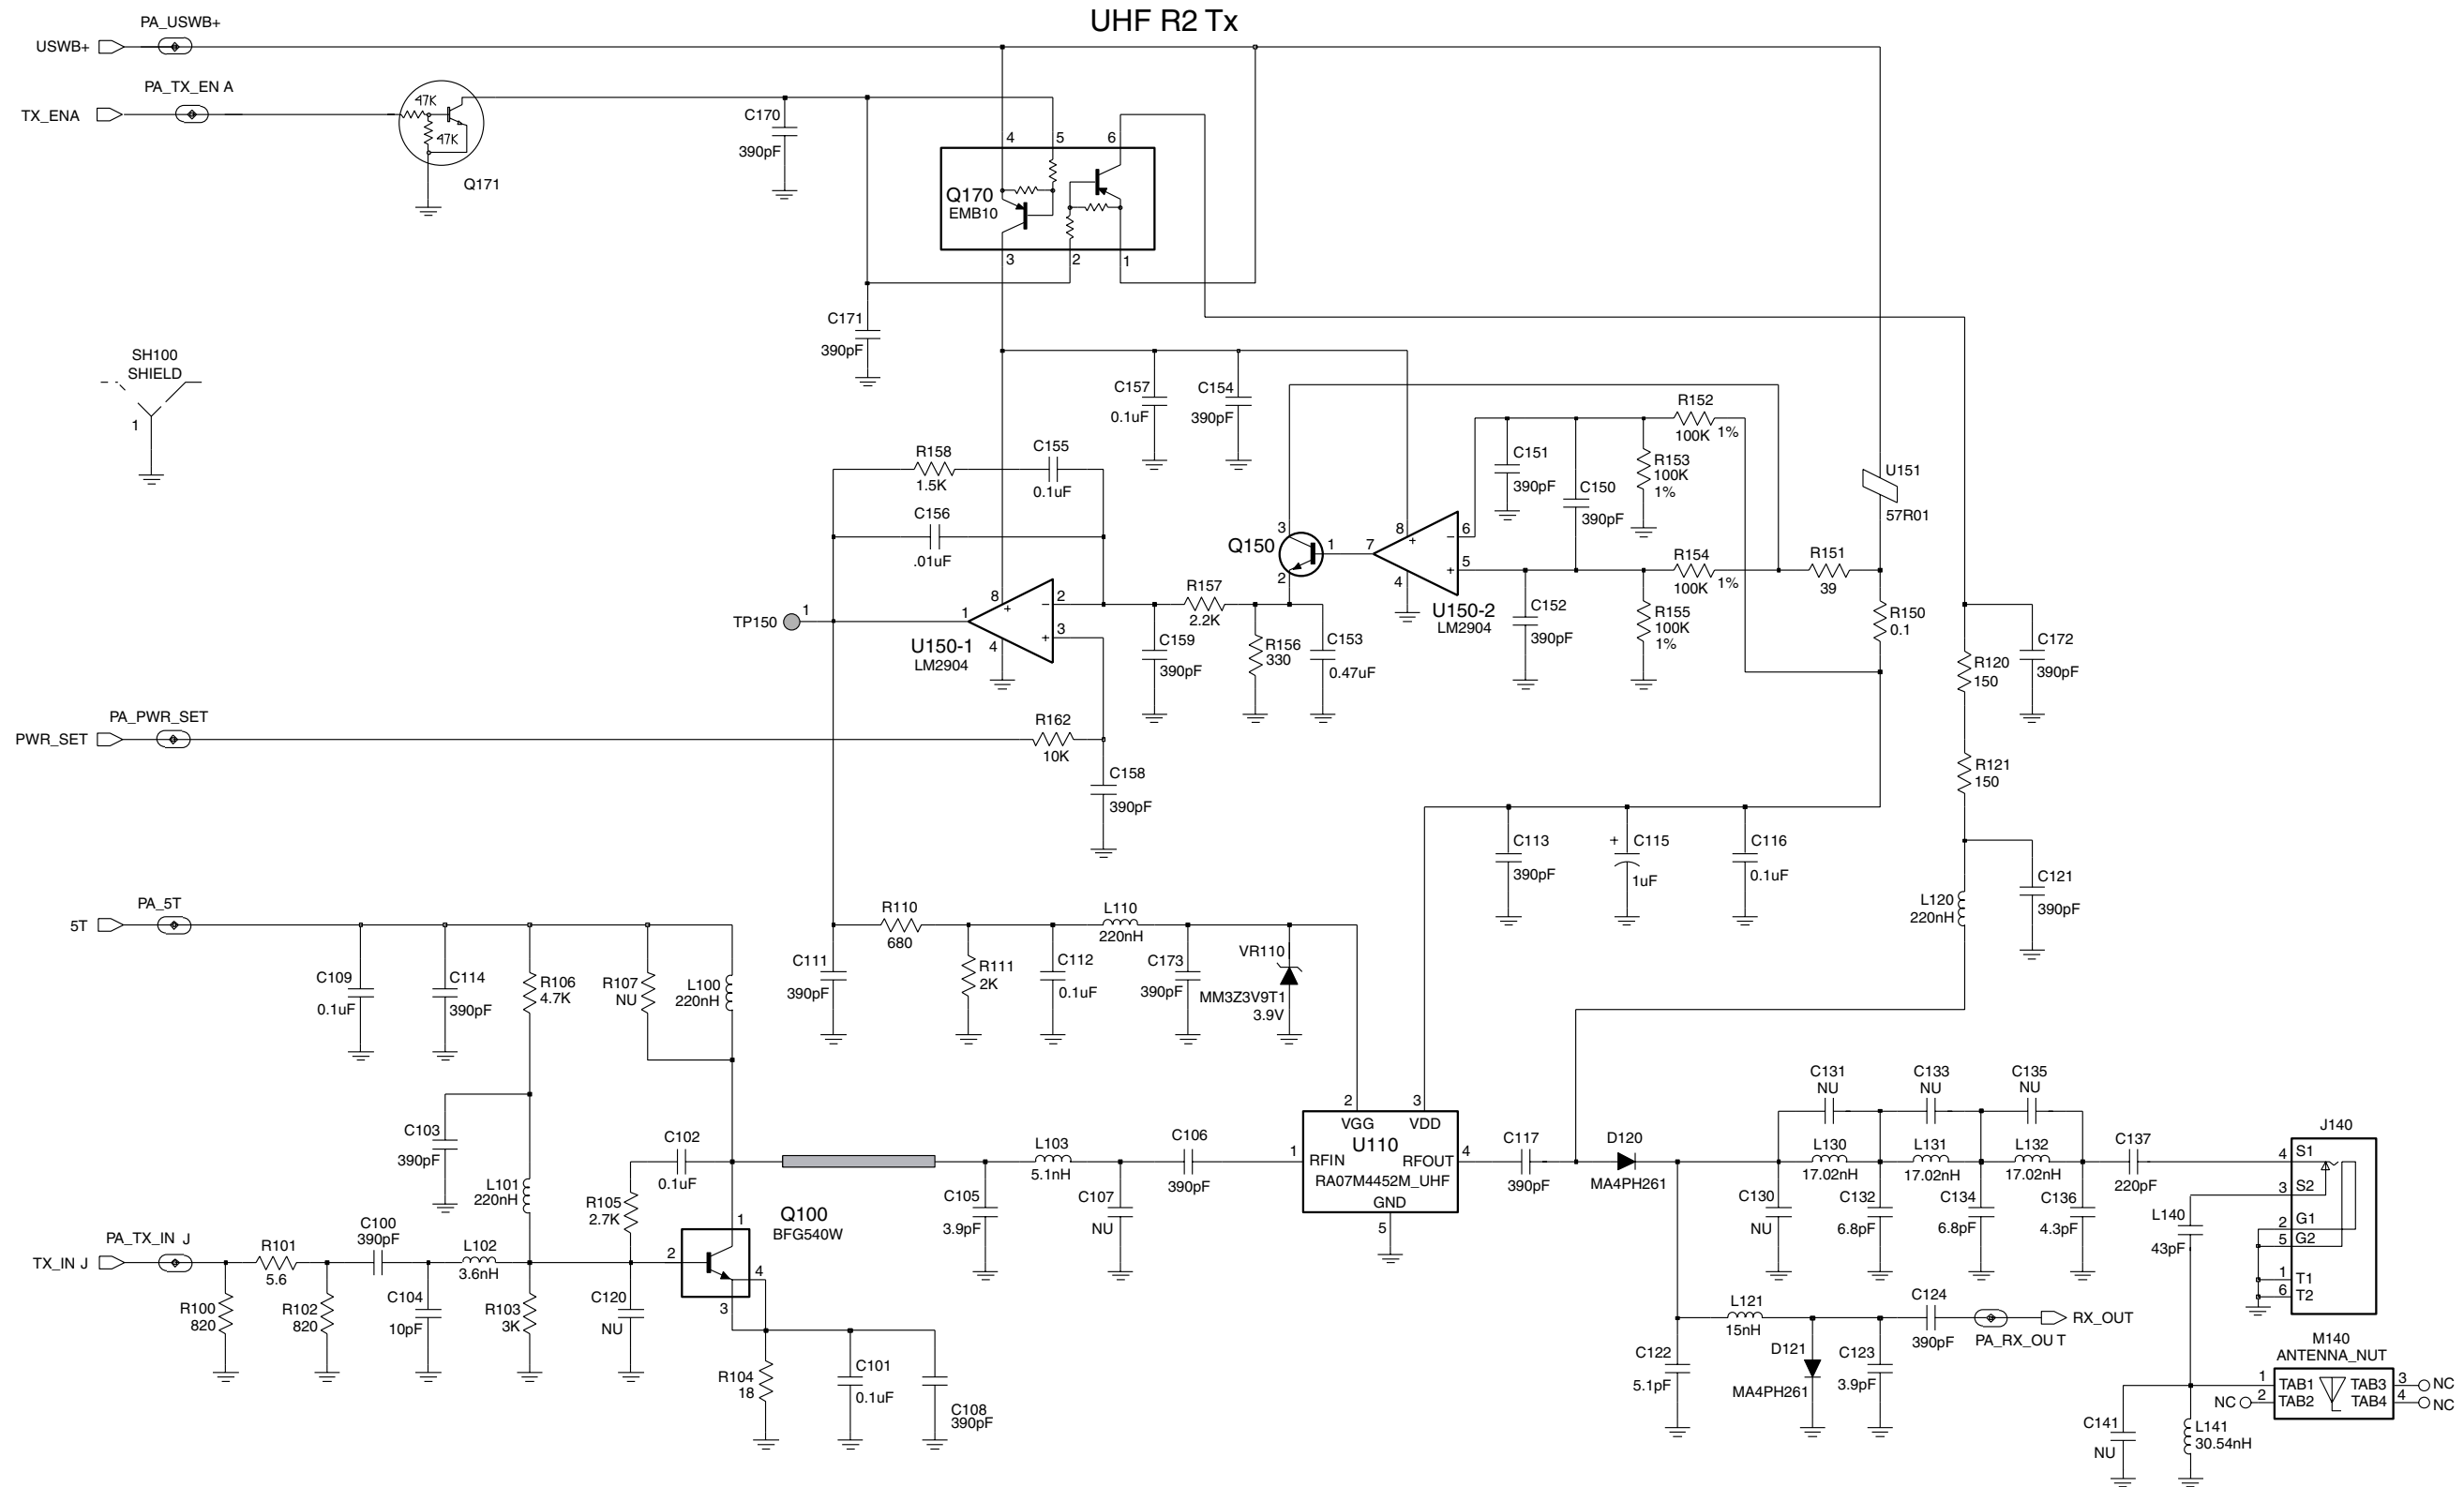 UHF R2 Tx
PA_USWB+
USWB+
PA_TX_EN A
TX_ENA
47K
47K
Q171
C170
390pF
4
5
6
Q170
EMB10
3
2
1
C171
390pF
SH100
SHIELD
1
C157
0.1uF
C154
390pF
R158
1.5K
C155
0.1uF
C156
.01uF
R152
100K
1%
C151
390pF
R153
100K
1%
C150
390pF
U151
57R01
Q150
3
1
2
7
8
+
4
6
−
5
+
U150-2
LM2904
R154
100K
1%
R151
39
R150
0.1
TP150
1
1
8
+
4
2
−
3
+
U150-1
LM2904
R157
2.2K
C159
390pF
R156
330
C153
0.47uF
C152
390pF
R155
100K
1%
R120
150
C172
390pF
PA_PWR_SET
PWR_SET
R162
10K
C158
390pF
R121
150
C113
390pF
+
C115
1uF
C116
0.1uF
L120
220nH
C121
390pF
PA_5T
5T
C109
0.1uF
C114
390pF
R106
4.7K
R107
NU
L100
220nH
R110
680
C111
390pF
R111
2K
C112
0.1uF
L110
220nH
C173
390pF
VR110
MM3Z3V9T1
3.9V
C103
390pF
L101
220nH
C102
0.1uF
R105
2.7K
L103
5.1nH
C106
390pF
C105
3.9pF
C107
NU
2
3
VGG
VDD
U110
1
RFIN
RFOUT
4
RA07M4452M_UHF
GND
5
C117
390pF
D120
MA4PH261
C131
NU
C133
NU
C135
NU
L130
17.02nH
L131
17.02nH
L132
17.02nH
C137
220pF
C130
NU
C132
6.8pF
C134
6.8pF
C136
4.3pF
J140
4
S1
3
S2
2
G1
5
G2
1
T1
6
T2
L140
43pF
PA_TX_IN J
TX_IN J
R101
5.6
C100
390pF
L102
3.6nH
R100
820
R102
820
C104
10pF
R103
3K
C120
NU
2
1
4
3
Q100
BFG540W
R104
18
C101
0.1uF
C108
390pF
L121
15nH
C124
390pF
PA_RX_OU T
RX_OUT
C122
5.1pF
D121
MA4PH261
C123
3.9pF
M140
ANTENNA_NUT
1
TAB1
TAB3
3
NC
NC
2
TAB2
TAB4
4
NC
C141
NU
L141
30.54nH